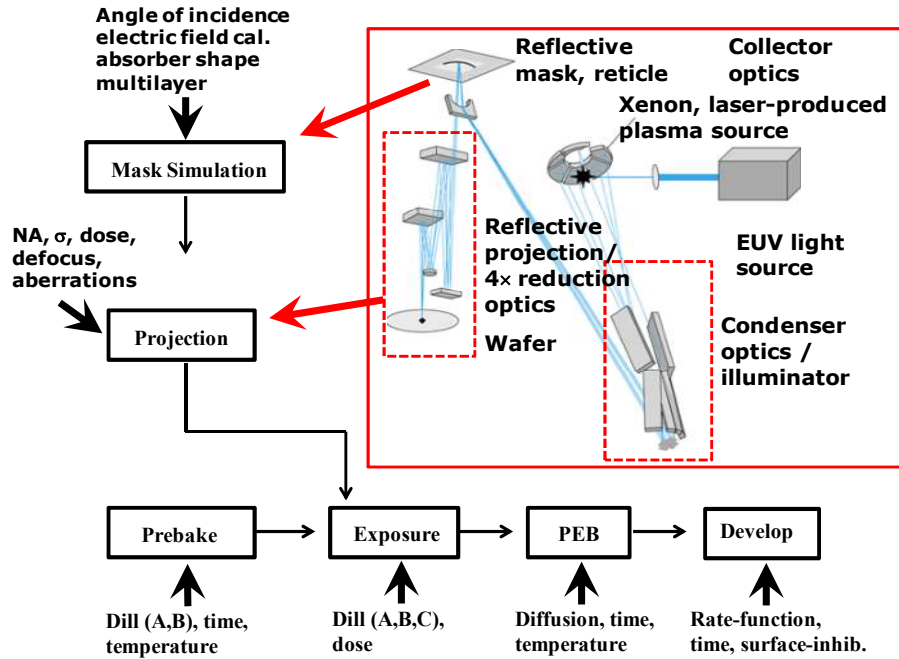 Angle of incidence
electric field cal.
absorber shape
multilayer
Mask Simulation
NA, σ, dose,
defocus,
aberrations
Projection
Reflective
mask, reticle
Collector
optics
Xenon, laser-produced
plasma source
Reflective
projection/
4× reduction
optics
EUV light
source
Wafer
Condenser
optics /
illuminator
Prebake
Exposure
PEB
Develop
Dill (A,B), time,
temperature
Dill (A,B,C),
dose
Diffusion, time,
temperature
Rate-function,
time, surface-inhib.